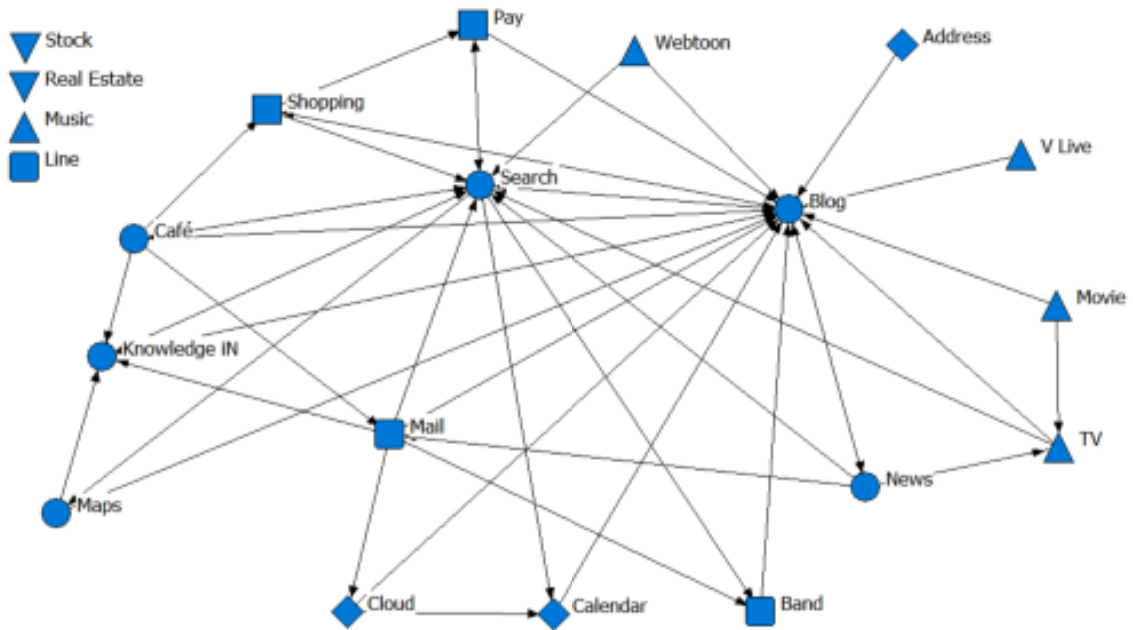 Pay
Webtoon
Address
Stock
Real Estate
Shopping
Music
V Live
Line
Search
Blog
Café
Movie
Knowledge iN
Mail
TV
News
Maps
Cloud
Calendar
Band